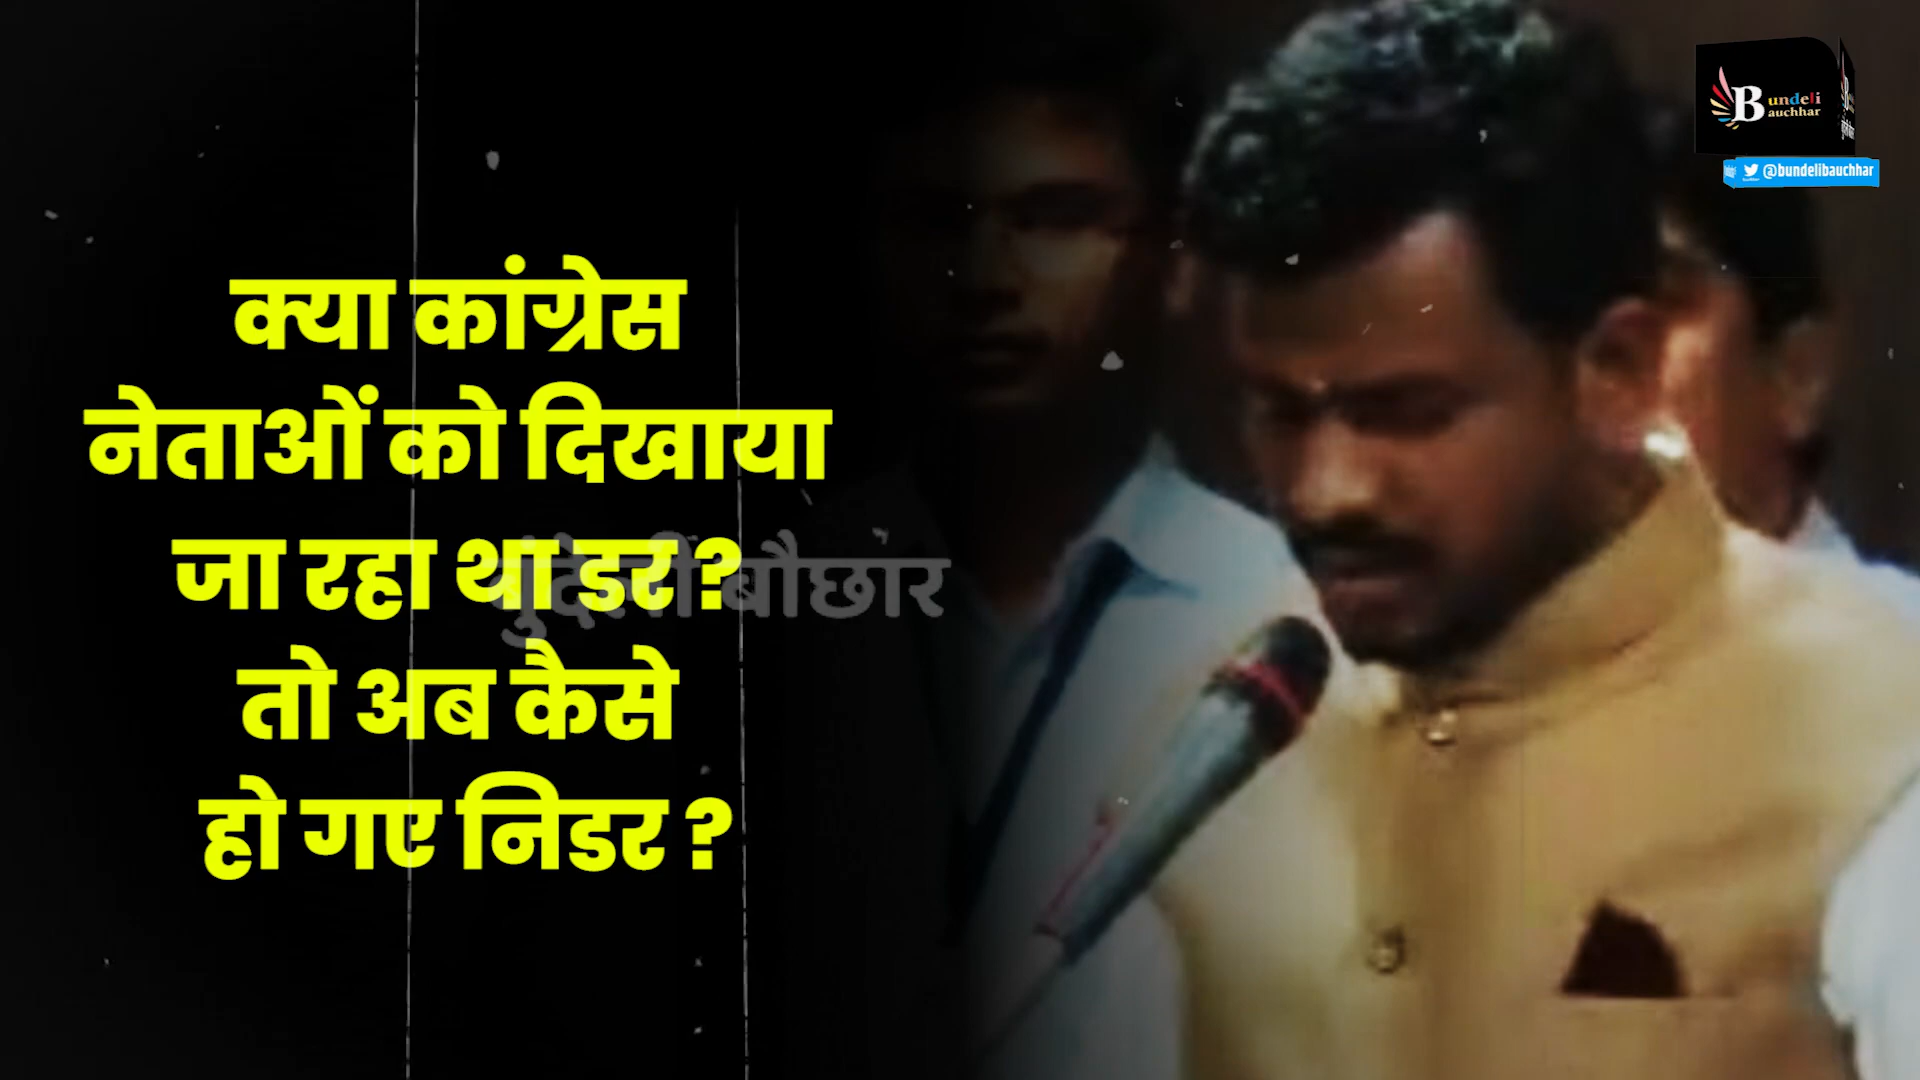 क्या कांग्रेस
नेताओं को दिखाया
जा रहा था डर?
तो अब कैसे
हो गए निडर ?
बुंदेली बौछार
Bundeli
Bauchhar
@bundelibauchhar